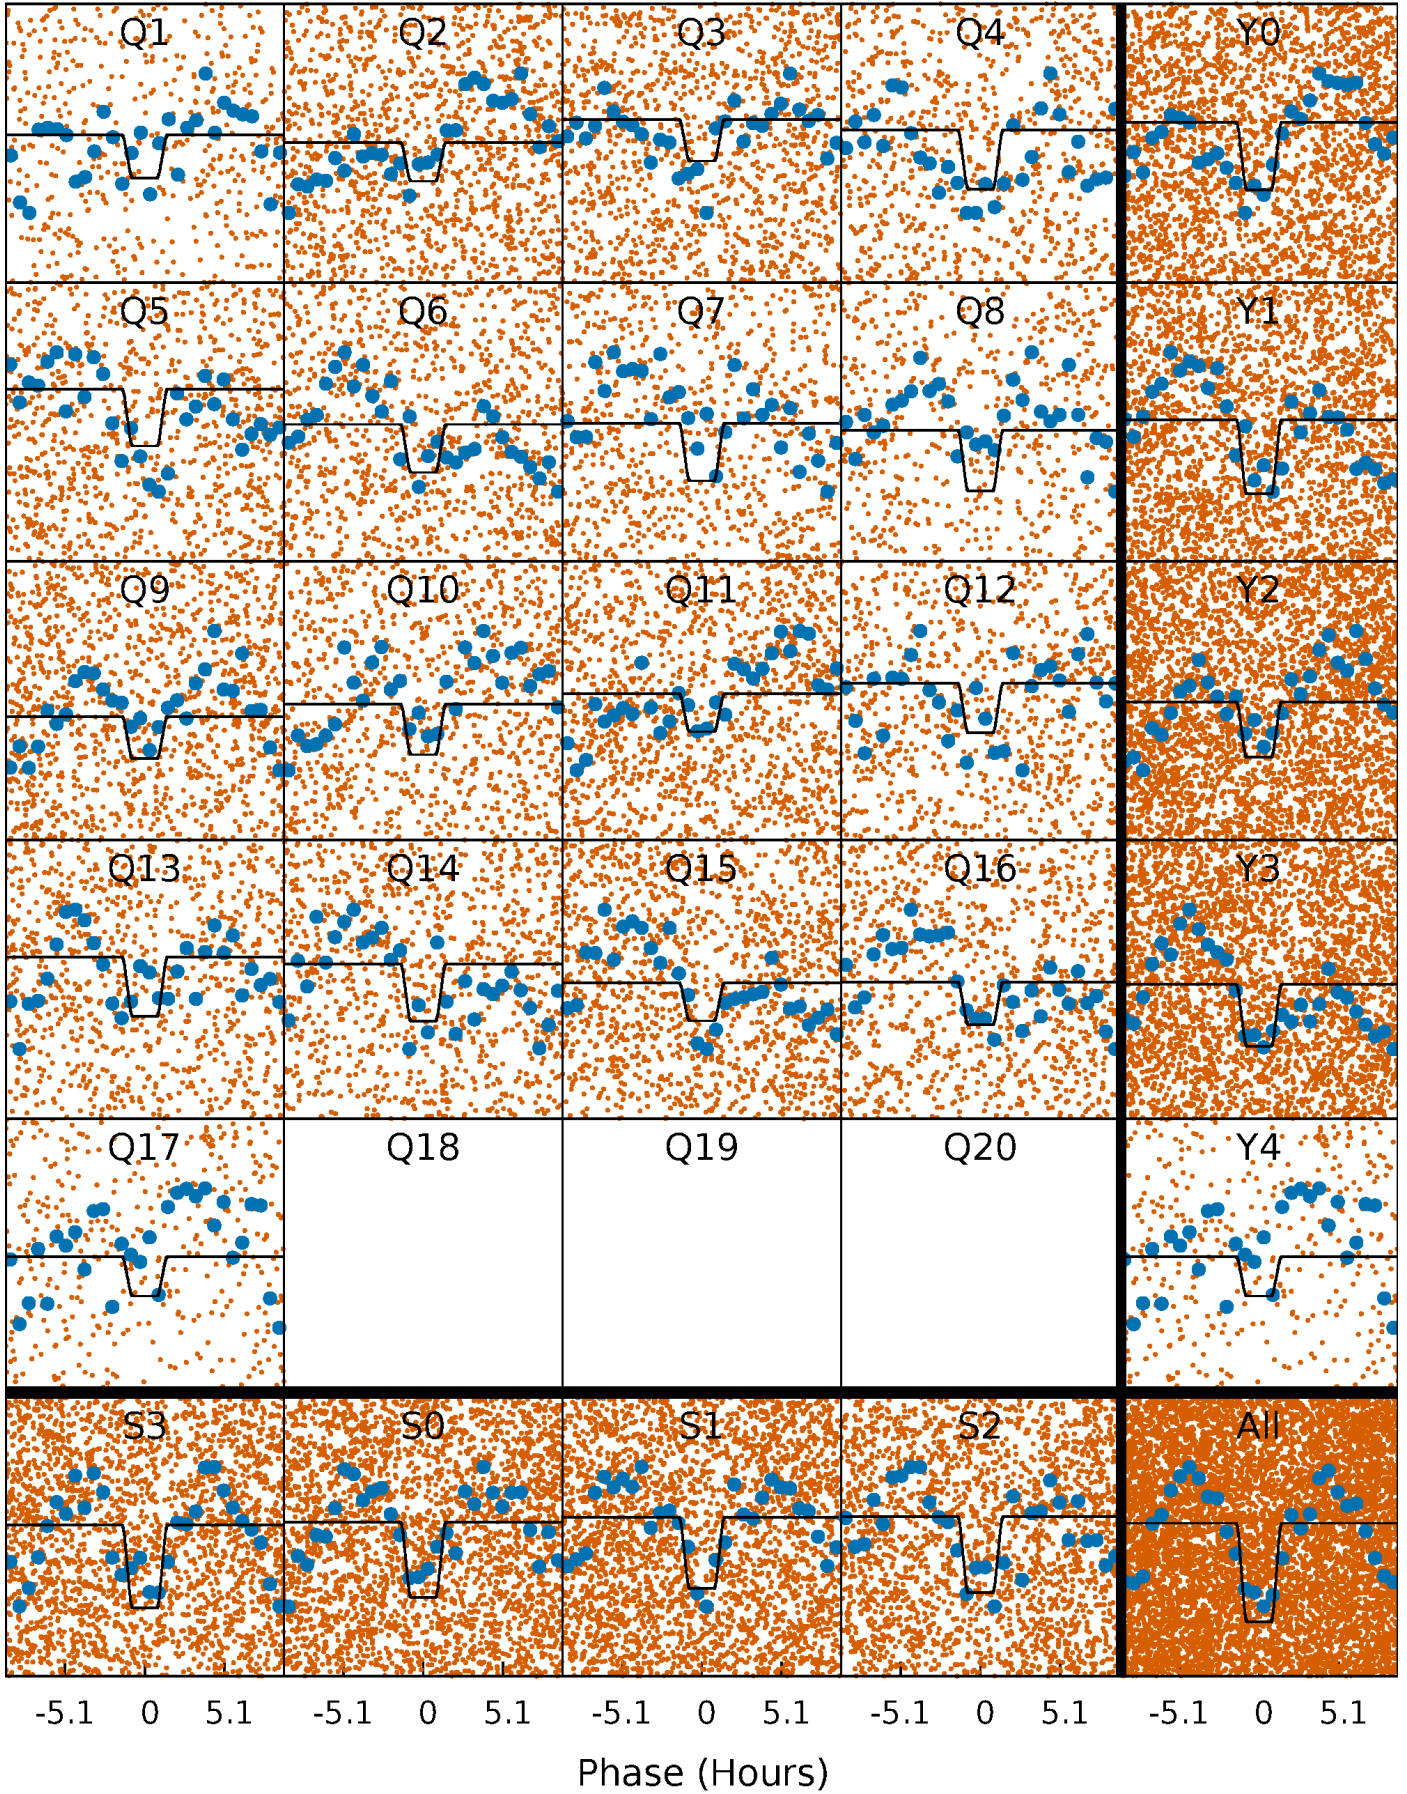 Q1 Q2 Q3 Q4 Y0
Q5 Q6 Q7 Q8 Y1
Q9 Q10 Q11 Q12 Y2
Q13 Q14 Q15 Q16 Y3
Q17 Q18 Q19 Q20 Y4
S3 S0 S1 S2 All
-5.1 0 5.1 -5.1 0 5.1 -5.1 0 5.1 -5.1 0 5.1 -5.1 0 5.1
Phase (Hours)